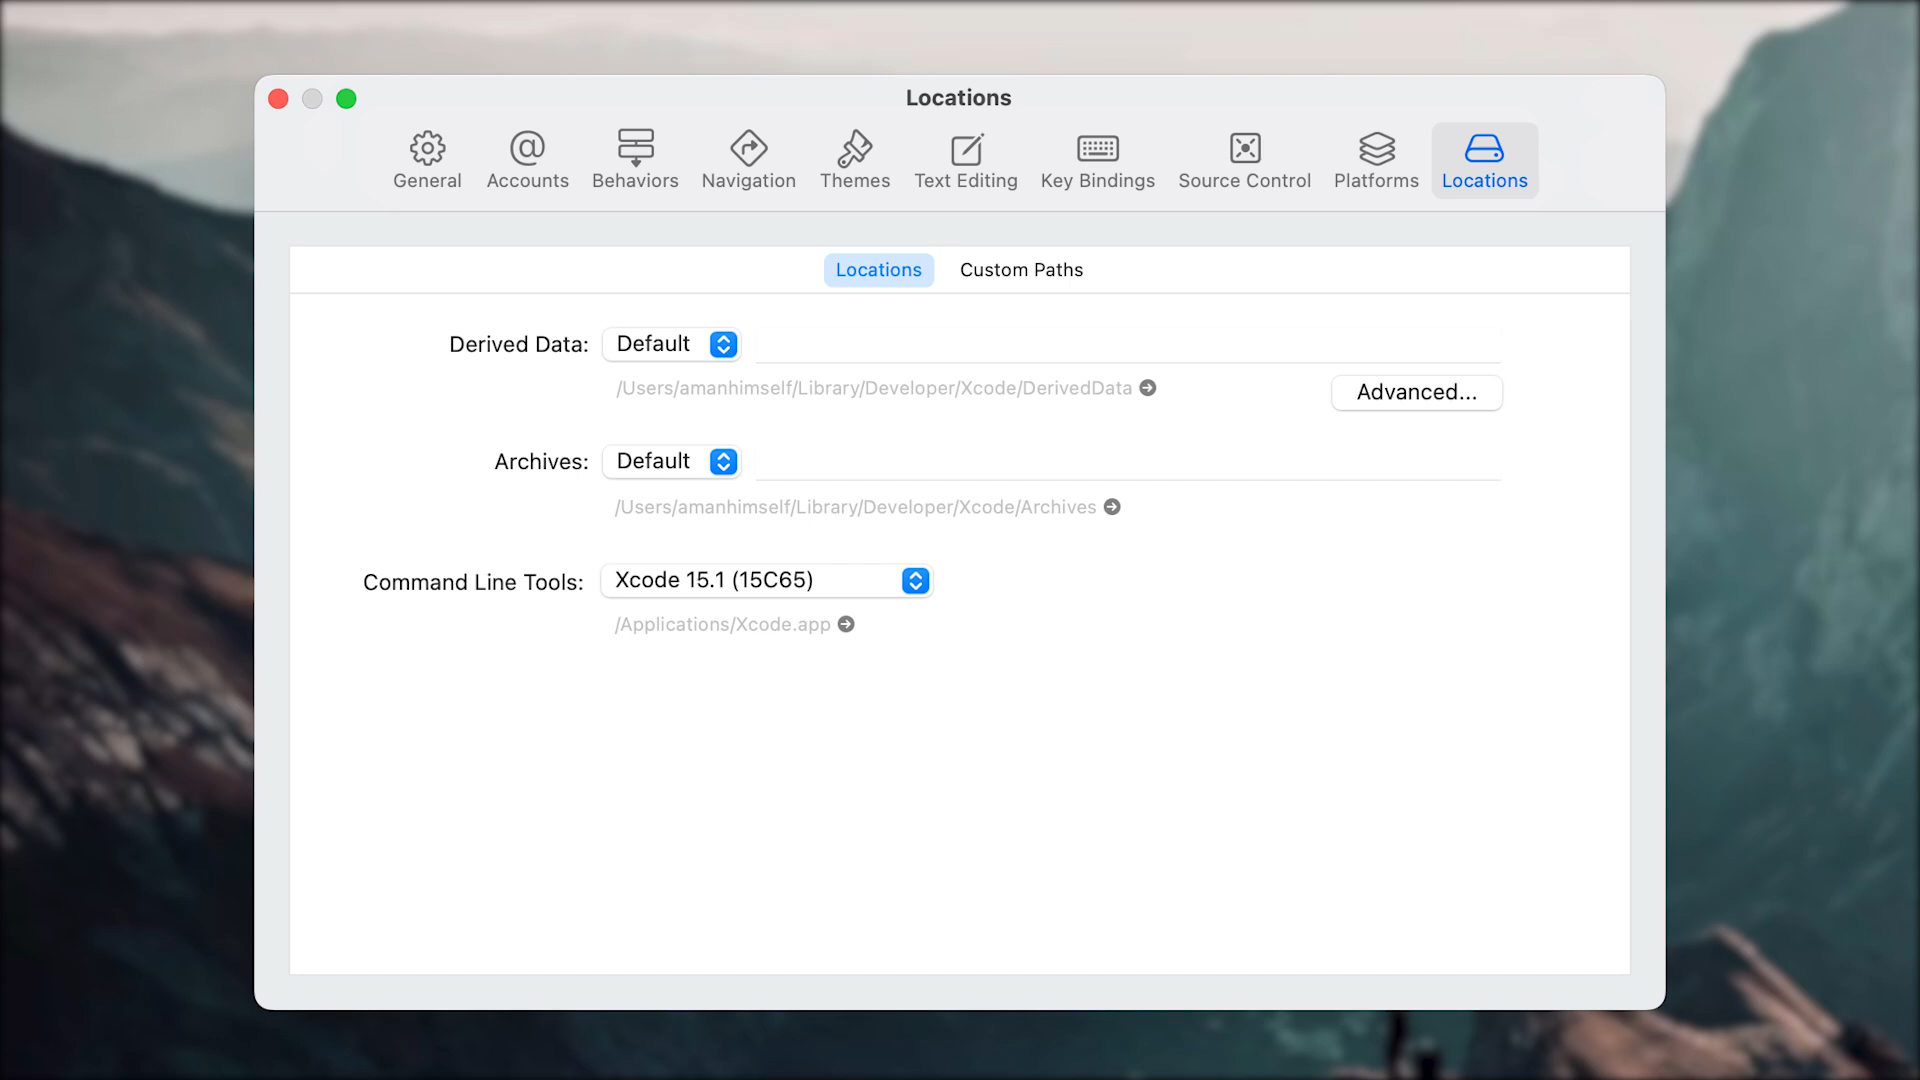 Locations
General Accounts Behaviors Navigation Themes Text Editing Key Bindings Source Control Platforms Locations
Locations Custom Paths
Derived Data: Default
/Users/amanhimself/Library/Developer/Xcode/DerivedData
Advanced...
Archives: Default
/Users/amanhimself/Library/Developer/Xcode/Archives
Command Line Tools: Xcode 15.1 (15C65)
/Applications/Xcode.app